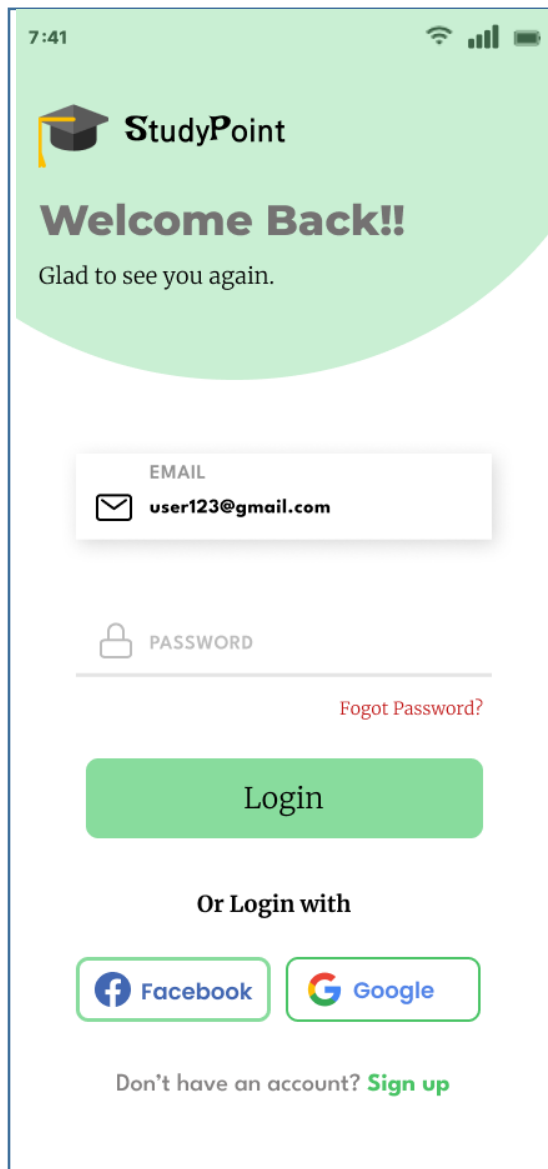 7:41
StudyPoint
Welcome Back!!
Glad to see you again.
EMAIL
user123@gmail.com
PASSWORD
Fogot Password?
Login
Or Login with
Facebook
Google
Don’t have an account? Sign up